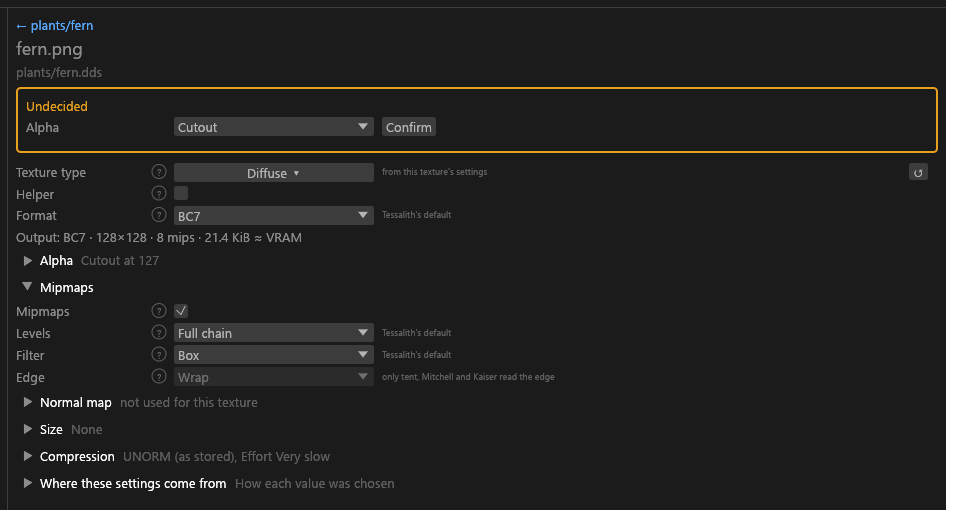 ← plants/fern
fern.png
plants/fern.dds
Undecided
Alpha Cutout Confirm
Texture type ? Diffuse ▾ from this texture's settings ↺
Helper ?
Format ? BC7 Tessalith's default
Output: BC7 · 128×128 · 8 mips · 21.4 KiB ≈ VRAM
Alpha Cutout at 127
Mipmaps
Mipmaps ?
Levels ? Full chain Tessalith's default
Filter ? Box Tessalith's default
Edge ? Wrap only tent, Mitchell and Kaiser read the edge
Normal map not used for this texture
Size None
Compression UNORM (as stored), Effort Very slow
Where these settings come from How each value was chosen